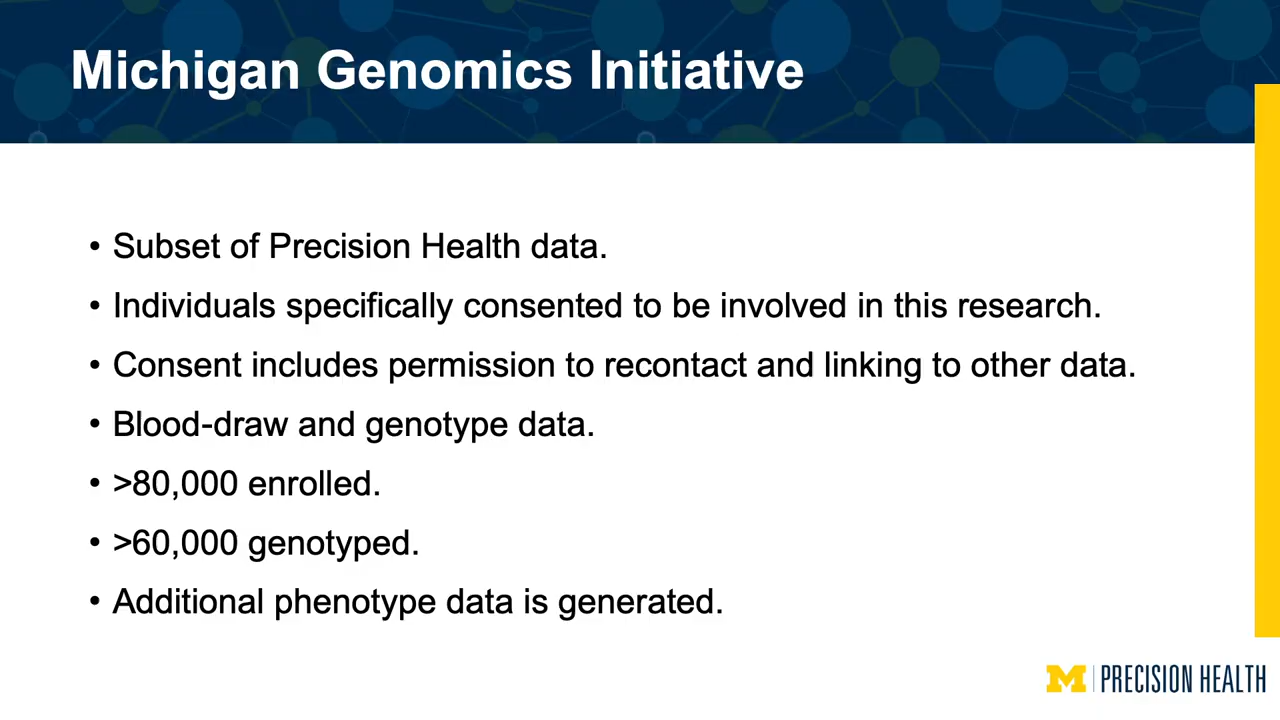 Michigan Genomics Initiative
• Subset of Precision Health data.
• Individuals specifically consented to be involved in this research.
• Consent includes permission to recontact and linking to other data.
• Blood-draw and genotype data.
• >80,000 enrolled.
• >60,000 genotyped.
• Additional phenotype data is generated.
M | PRECISION HEALTH